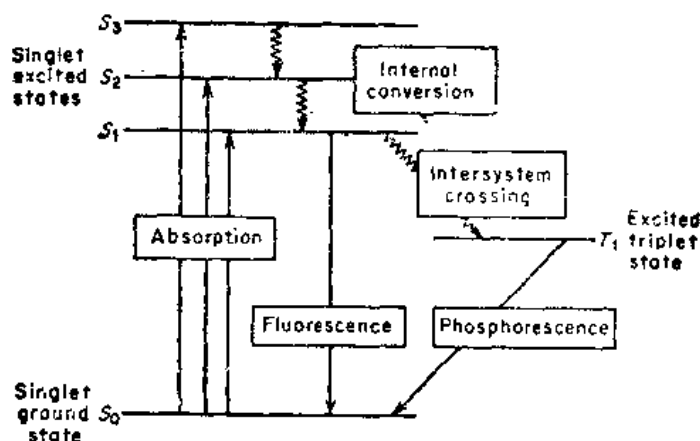 S3
Singlet
excited
states
S2
Internal
conversion
S1
Intersystem
crossing
Absorption
T1
Excited
triplet
state
Fluorescence
Phosphorescence
Singlet
ground
state
S0